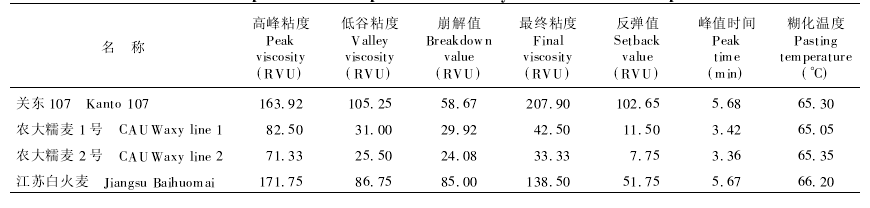 名 称 高峰粘度 Peak viscosity (RVU) 低谷粘度 Valley viscosity (RVU) 崩解值 Breakdown value (RVU) 最终粘度 Final viscosity (RVU) 反弹值 Setback value (RVU) 峰值时间 Peak time (min) 糊化温度 Pasting temperature (℃)
关东 107 Kanto 107 163.92 105.25 58.67 207.90 102.65 5.68 65.30
农大糯麦 1 号 CAU Waxy line 1 82.50 31.00 29.92 42.50 11.50 3.42 65.05
农大糯麦 2 号 CAU Waxy line 2 71.33 25.50 24.08 33.33 7.75 3.36 65.35
江苏白火麦 Jiangsu Baihuomai 171.75 86.75 85.00 138.50 51.75 5.67 66.20